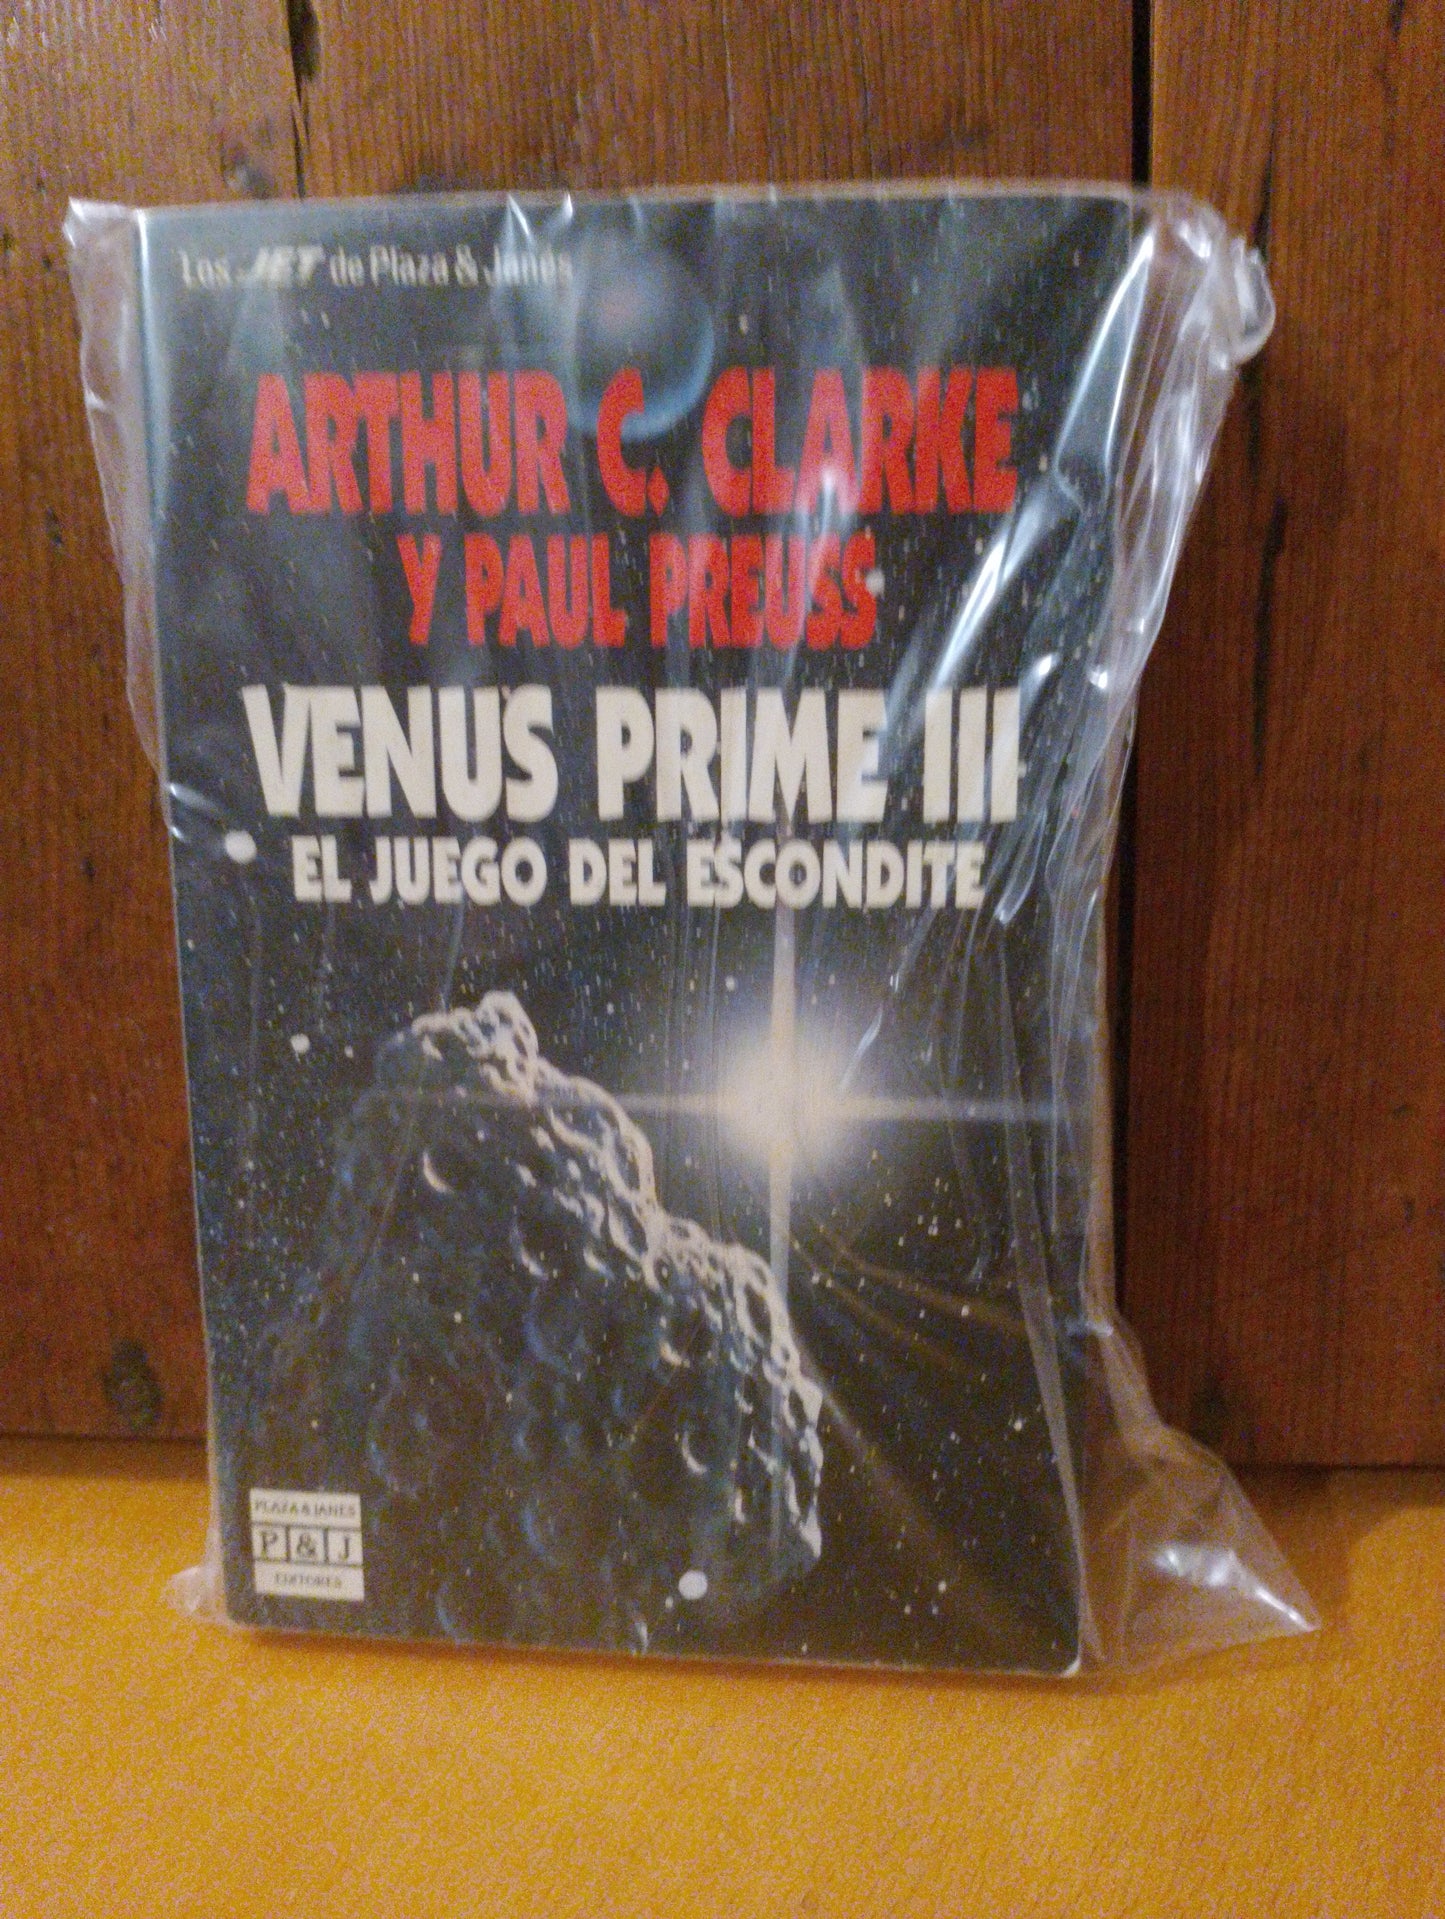 Los JET de Plaza & Janés
ARTHUR C. CLARKE
Y PAUL PREUSS
VENUS PRIME III
EL JUEGO DEL ESCONDITE
PLAZA & JANES
P & J
EDITORES